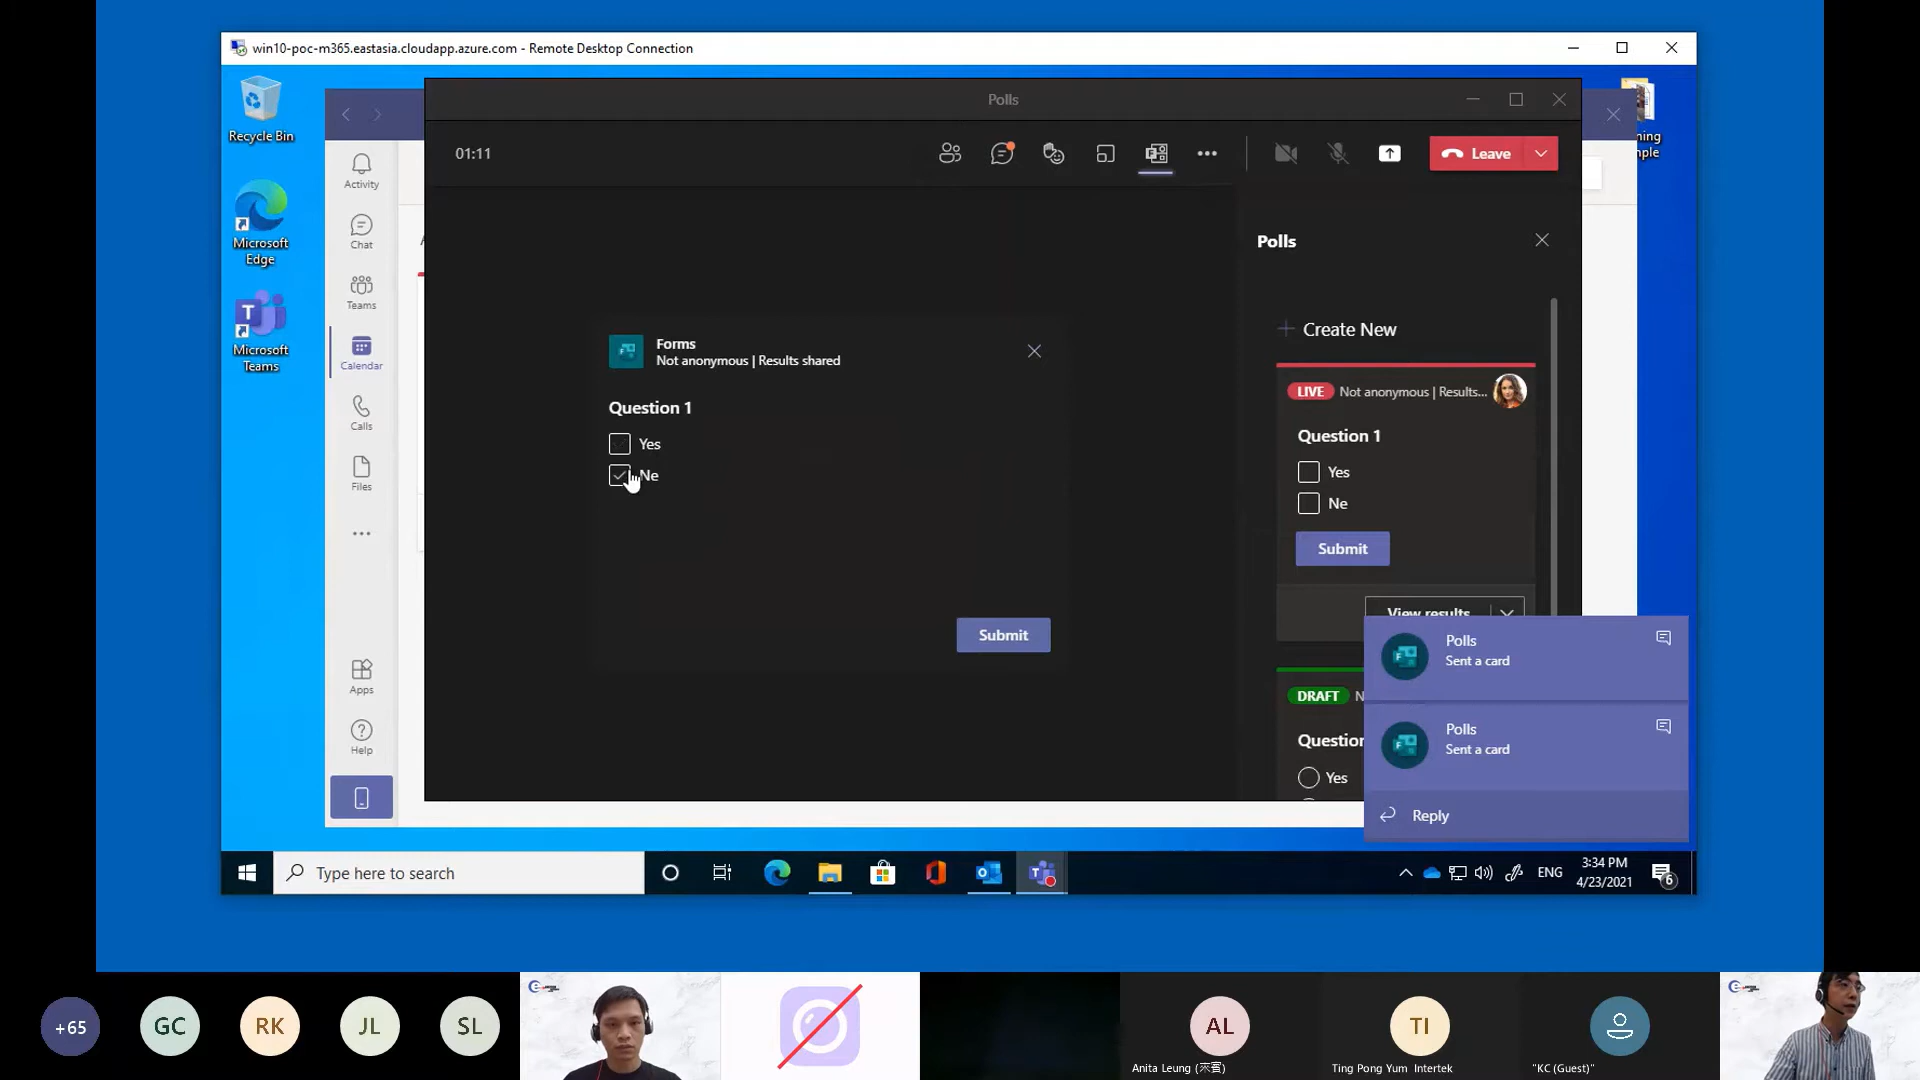 win10-poc-m365.eastasia.cloudapp.azure.com - Remote Desktop Connection
Recycle Bin
Microsoft
Edge
Microsoft
Teams
Activity
Chat
Teams
Calendar
Calls
Files
Apps
Help
Polls
01:11
Leave
Forms
Not anonymous | Results shared
Question 1
Yes
Ne
Submit
Polls
Create New
LIVE Not anonymous | Results...
Question 1
Yes
Ne
Submit
View results
DRAFT N
Question
Yes
Polls
Sent a card
Polls
Sent a card
Reply
Type here to search
ENG
3:34 PM
4/23/2021
6
+65
GC
RK
JL
SL
AL
Anita Leung (來賓)
TI
Ting Pong Yum Intertek
"KC (Guest)"